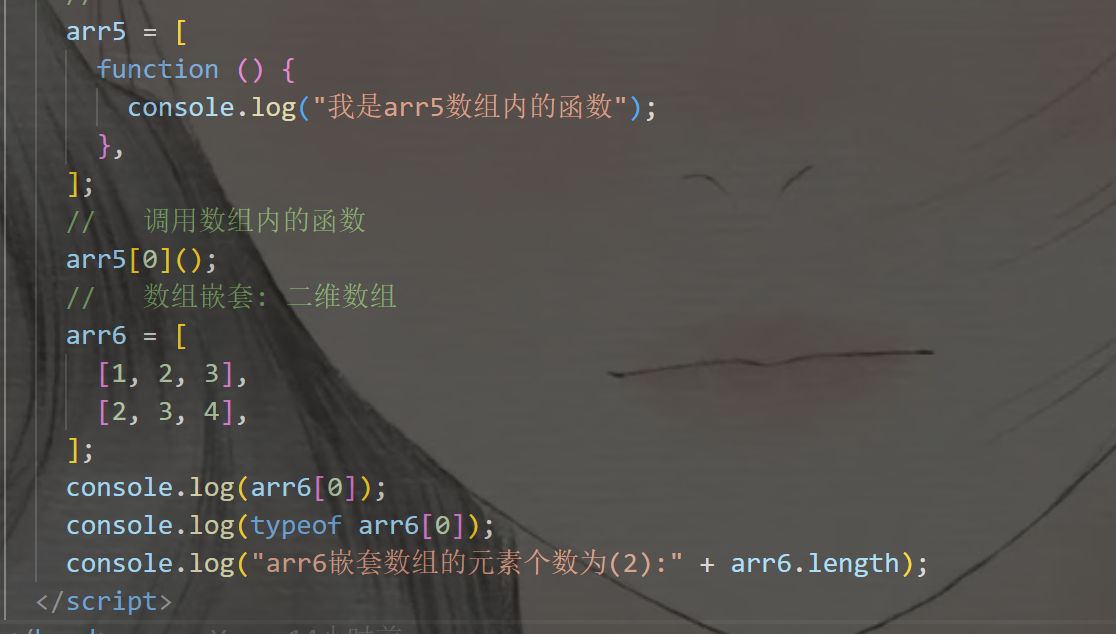 //
arr5 = [
function () {
console.log("我是arr5数组内的函数");
},
];
// 调用数组内的函数
arr5[0]();
// 数组嵌套: 二维数组
arr6 = [
[1, 2, 3],
[2, 3, 4],
];
console.log(arr6[0]);
console.log(typeof arr6[0]);
console.log("arr6嵌套数组的元素个数为(2):" + arr6.length);
</script>